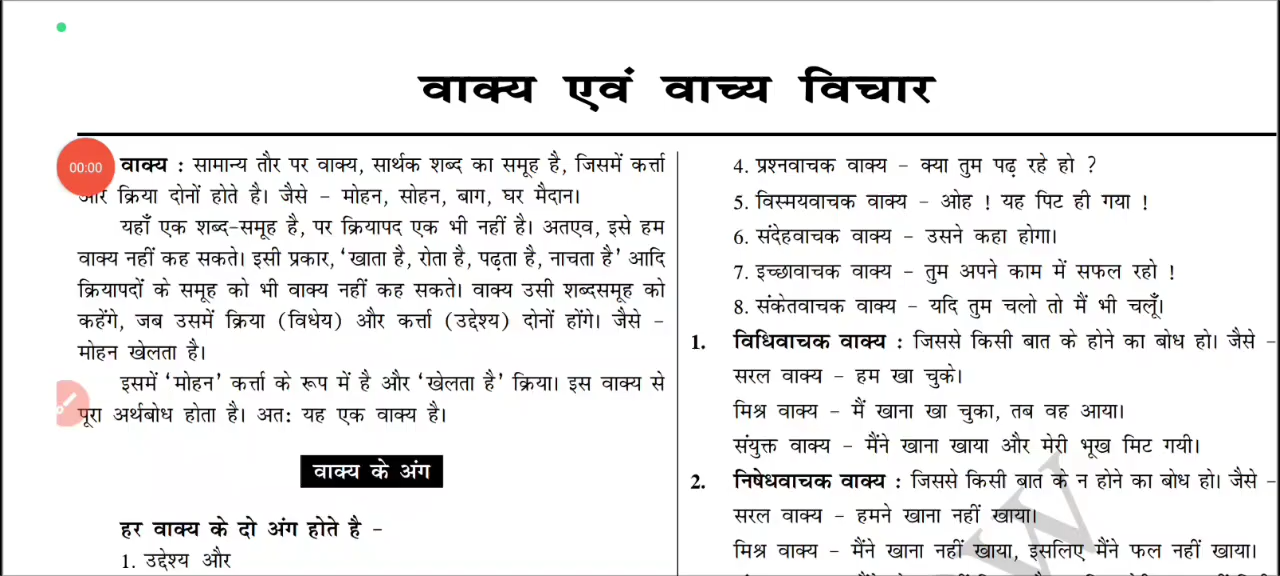 वाक्य एवं वाच्य विचार
00:00
वाक्य : सामान्य तौर पर वाक्य, सार्थक शब्द का समूह है, जिसमें कर्त्ता
और क्रिया दोनों होते है। जैसे – मोहन, सोहन, बाग, घर मैदान।
यहाँ एक शब्द-समूह है, पर क्रियापद एक भी नहीं है। अतएव, इसे हम
वाक्य नहीं कह सकते। इसी प्रकार, ‘खाता है, रोता है, पढ़ता है, नाचता है’ आदि
क्रियापदों के समूह को भी वाक्य नहीं कह सकते। वाक्य उसी शब्दसमूह को
कहेंगे, जब उसमें क्रिया (विधेय) और कर्त्ता (उद्देश्य) दोनों होंगे। जैसे –
मोहन खेलता है।
इसमें ‘मोहन’ कर्त्ता के रूप में है और ‘खेलता है’ क्रिया। इस वाक्य से
पूरा अर्थबोध होता है। अत: यह एक वाक्य है।
वाक्य के अंग
हर वाक्य के दो अंग होते है –
1. उद्देश्य और
4. प्रश्नवाचक वाक्य – क्या तुम पढ़ रहे हो ?
5. विस्मयवाचक वाक्य – ओह ! यह पिट ही गया !
6. संदेहवाचक वाक्य – उसने कहा होगा।
7. इच्छावाचक वाक्य – तुम अपने काम में सफल रहो !
8. संकेतवाचक वाक्य – यदि तुम चलो तो मैं भी चलूँ।
1. विधिवाचक वाक्य : जिससे किसी बात के होने का बोध हो। जैसे –
सरल वाक्य – हम खा चुके।
मिश्र वाक्य – मैं खाना खा चुका, तब वह आया।
संयुक्त वाक्य – मैंने खाना खाया और मेरी भूख मिट गयी।
2. निषेधवाचक वाक्य : जिससे किसी बात के न होने का बोध हो। जैसे –
सरल वाक्य – हमने खाना नहीं खाया।
मिश्र वाक्य – मैंने खाना नहीं खाया, इसलिए मैंने फल नहीं खाया।
W